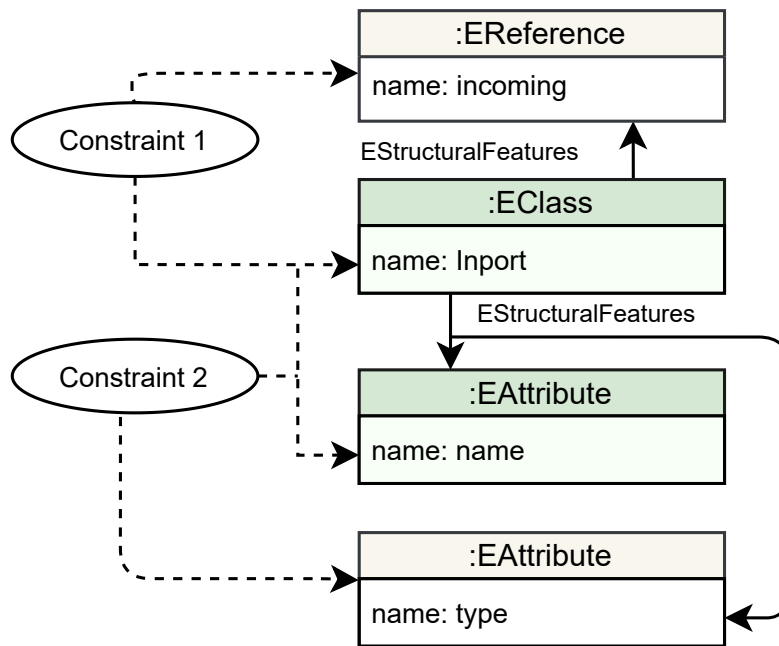 :EReference
name: incoming
Constraint 1
EStructuralFeatures
:EClass
name: Inport
EStructuralFeatures
Constraint 2
:EAttribute
name: name
:EAttribute
name: type